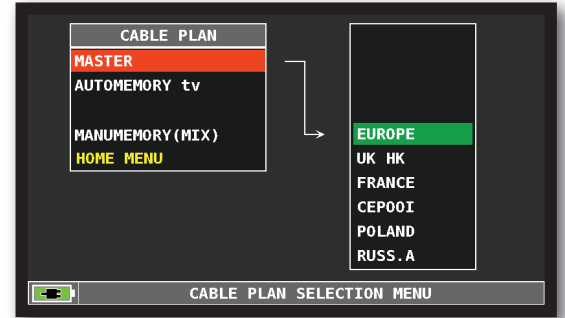 CABLE PLAN
MASTER
AUTOMEMORY tv
MANUMEMORY(MIX)
HOME MENU
EUROPE
UK HK
FRANCE
CEPOOI
POLAND
RUSS.A
CABLE PLAN SELECTION MENU